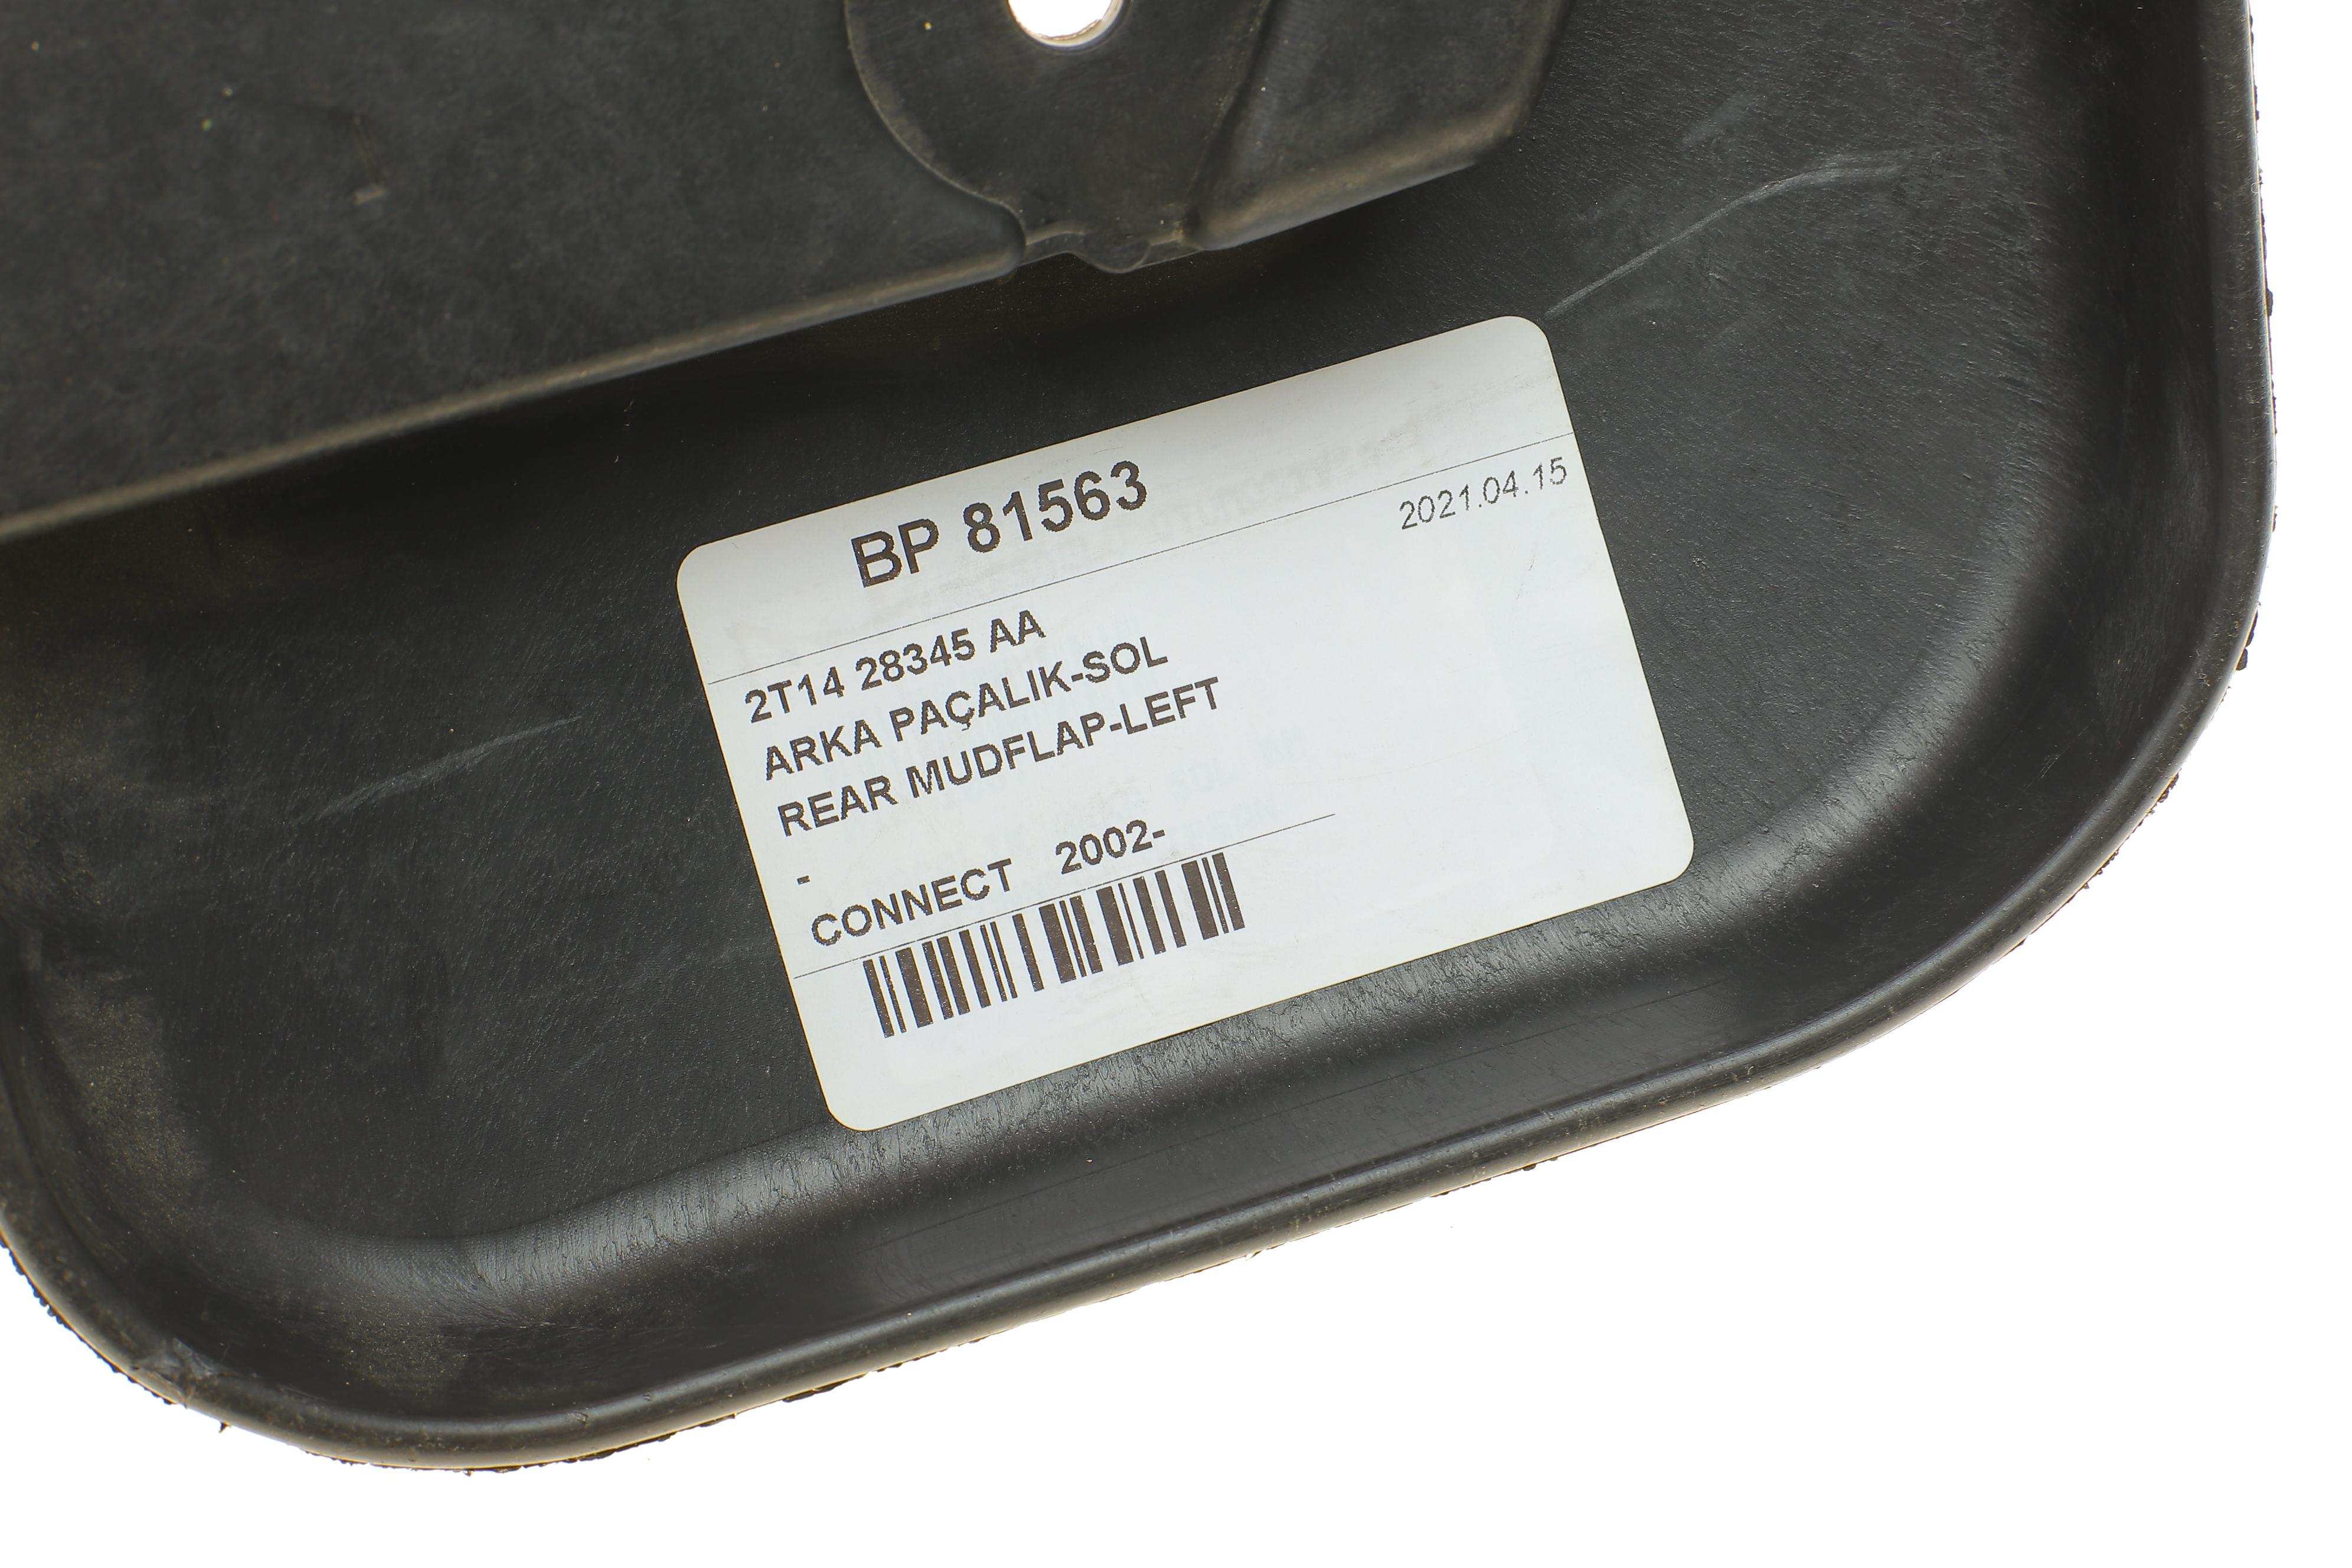 BP 81563
2021.04.15
2T14 28345 AA
ARKA PAÇALIK-SOL
REAR MUDFLAP-LEFT
-
CONNECT 2002-